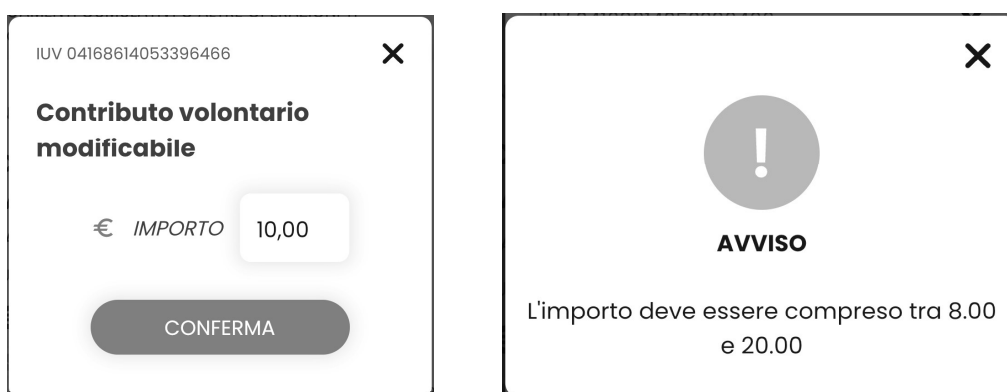 IUV 04168614053396466
Contributo volontario
modificabile
€ IMPORTO 10,00
CONFERMA
!
AVVISO
L'importo deve essere compreso tra 8.00
e 20.00